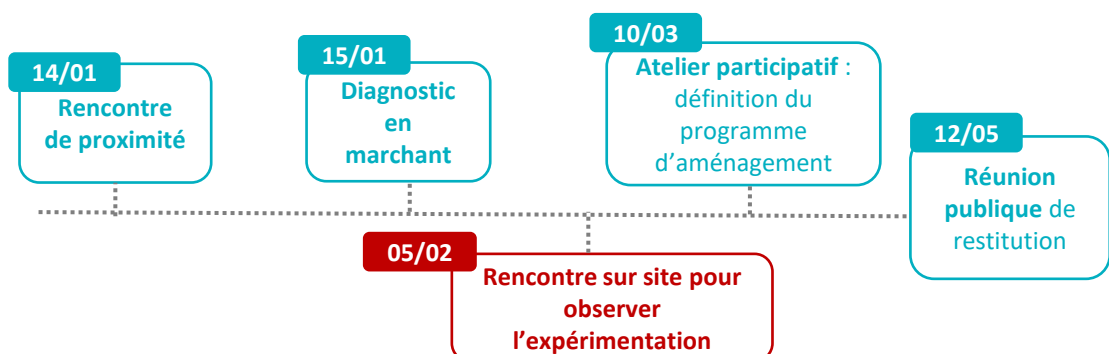 14/01
Rencontre
de proximité
15/01
Diagnostic
en
marchant
05/02
Rencontre sur site pour
observer
l’expérimentation
10/03
Atelier participatif :
définition du
programme
d’aménagement
12/05
Réunion
publique de
restitution